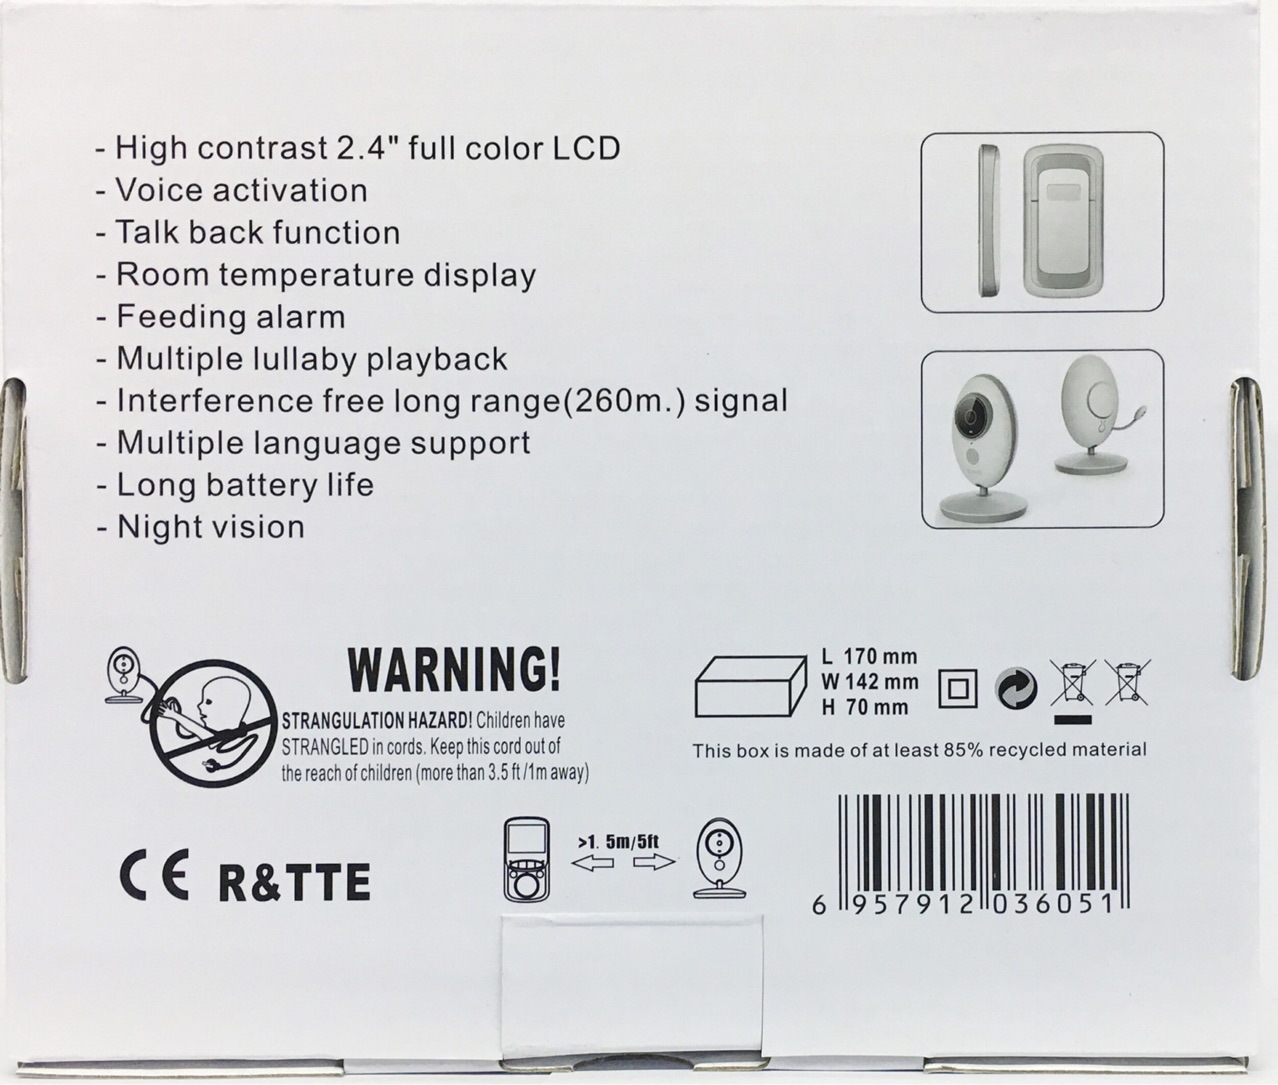 - High contrast 2.4" full color LCD
- Voice activation
- Talk back function
- Room temperature display
- Feeding alarm
- Multiple lullaby playback
- Interference free long range(260m.) signal
- Multiple language support
- Long battery life
- Night vision
WARNING!
STRANGULATION HAZARD! Children have
STRANGLED in cords. Keep this cord out of
the reach of children (more than 3.5 ft /1m away)
L 170 mm
W 142 mm
H 70 mm
This box is made of at least 85% recycled material
CE R&TTE
>1. 5m/5ft
6 957912 036051